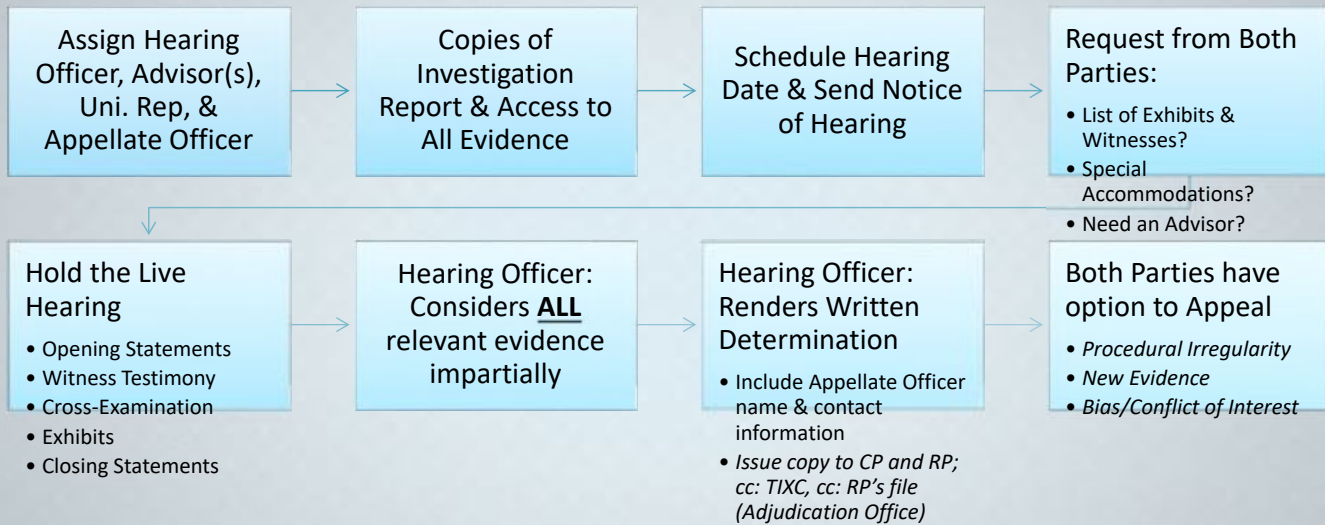 Assign Hearing
Officer, Advisor(s),
Uni. Rep, &
Appellate Officer
Copies of
Investigation
Report & Access to
All Evidence
Schedule Hearing
Date & Send Notice
of Hearing
Request from Both
Parties:
• List of Exhibits &
Witnesses?
• Special
Accommodations?
• Need an Advisor?
Hold the Live
Hearing
• Opening Statements
• Witness Testimony
• Cross-Examination
• Exhibits
• Closing Statements
Hearing Officer:
Considers ALL
relevant evidence
impartially
Hearing Officer:
Renders Written
Determination
• Include Appellate Officer
name & contact
information
• Issue copy to CP and RP;
cc: TIXC, cc: RP's file
(Adjudication Office)
Both Parties have
option to Appeal
• Procedural Irregularity
• New Evidence
• Bias/Conflict of Interest